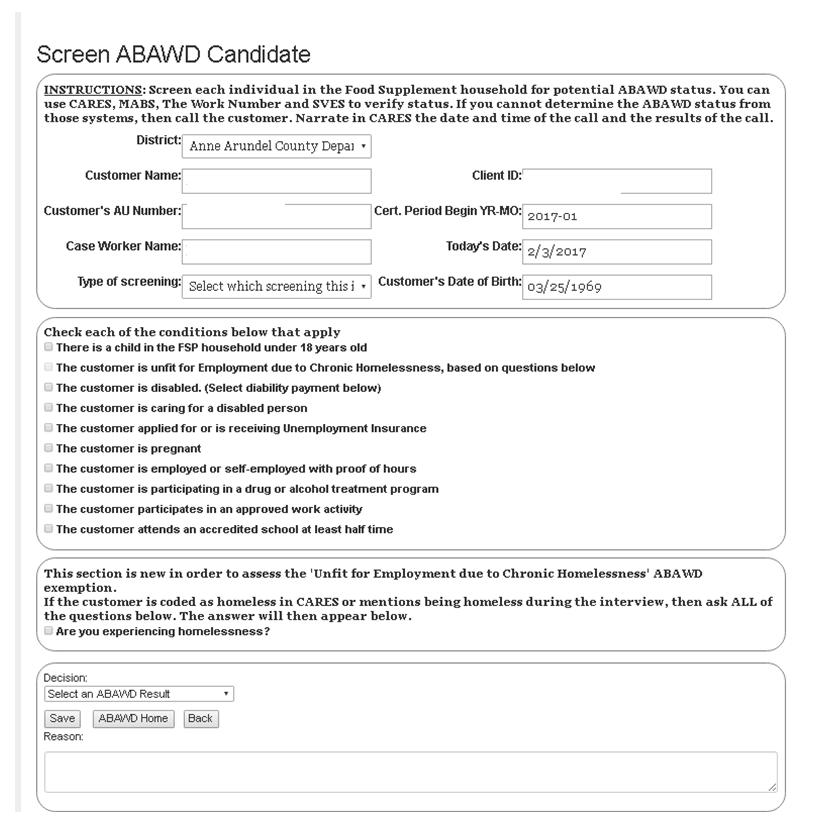 Screen ABAWD Candidate
INSTRUCTIONS: Screen each individual in the Food Supplement household for potential ABAWD status. You can
use CARES, MABS, The Work Number and SVES to verify status. If you cannot determine the ABAWD status from
those systems, then call the customer. Narrate in CARES the date and time of the call and the results of the call.
District: Anne Arundel County Depar
Customer Name: Client ID:
Customer's AU Number: Cert. Period Begin YR-MO: 2017-01
Case Worker Name: Today's Date: 2/3/2017
Type of screening: Select which screening this i Customer's Date of Birth: 03/25/1969
Check each of the conditions below that apply
There is a child in the FSP household under 18 years old
The customer is unfit for Employment due to Chronic Homelessness, based on questions below
The customer is disabled. (Select diability payment below)
The customer is caring for a disabled person
The customer applied for or is receiving Unemployment Insurance
The customer is pregnant
The customer is employed or self-employed with proof of hours
The customer is participating in a drug or alcohol treatment program
The customer participates in an approved work activity
The customer attends an accredited school at least half time
This section is new in order to assess the 'Unfit for Employment due to Chronic Homelessness' ABAWD
exemption.
If the customer is coded as homeless in CARES or mentions being homeless during the interview, then ask ALL of
the questions below. The answer will then appear below.
Are you experiencing homelessness?
Decision:
Select an ABAWD Result
Save ABAWD Home Back
Reason: